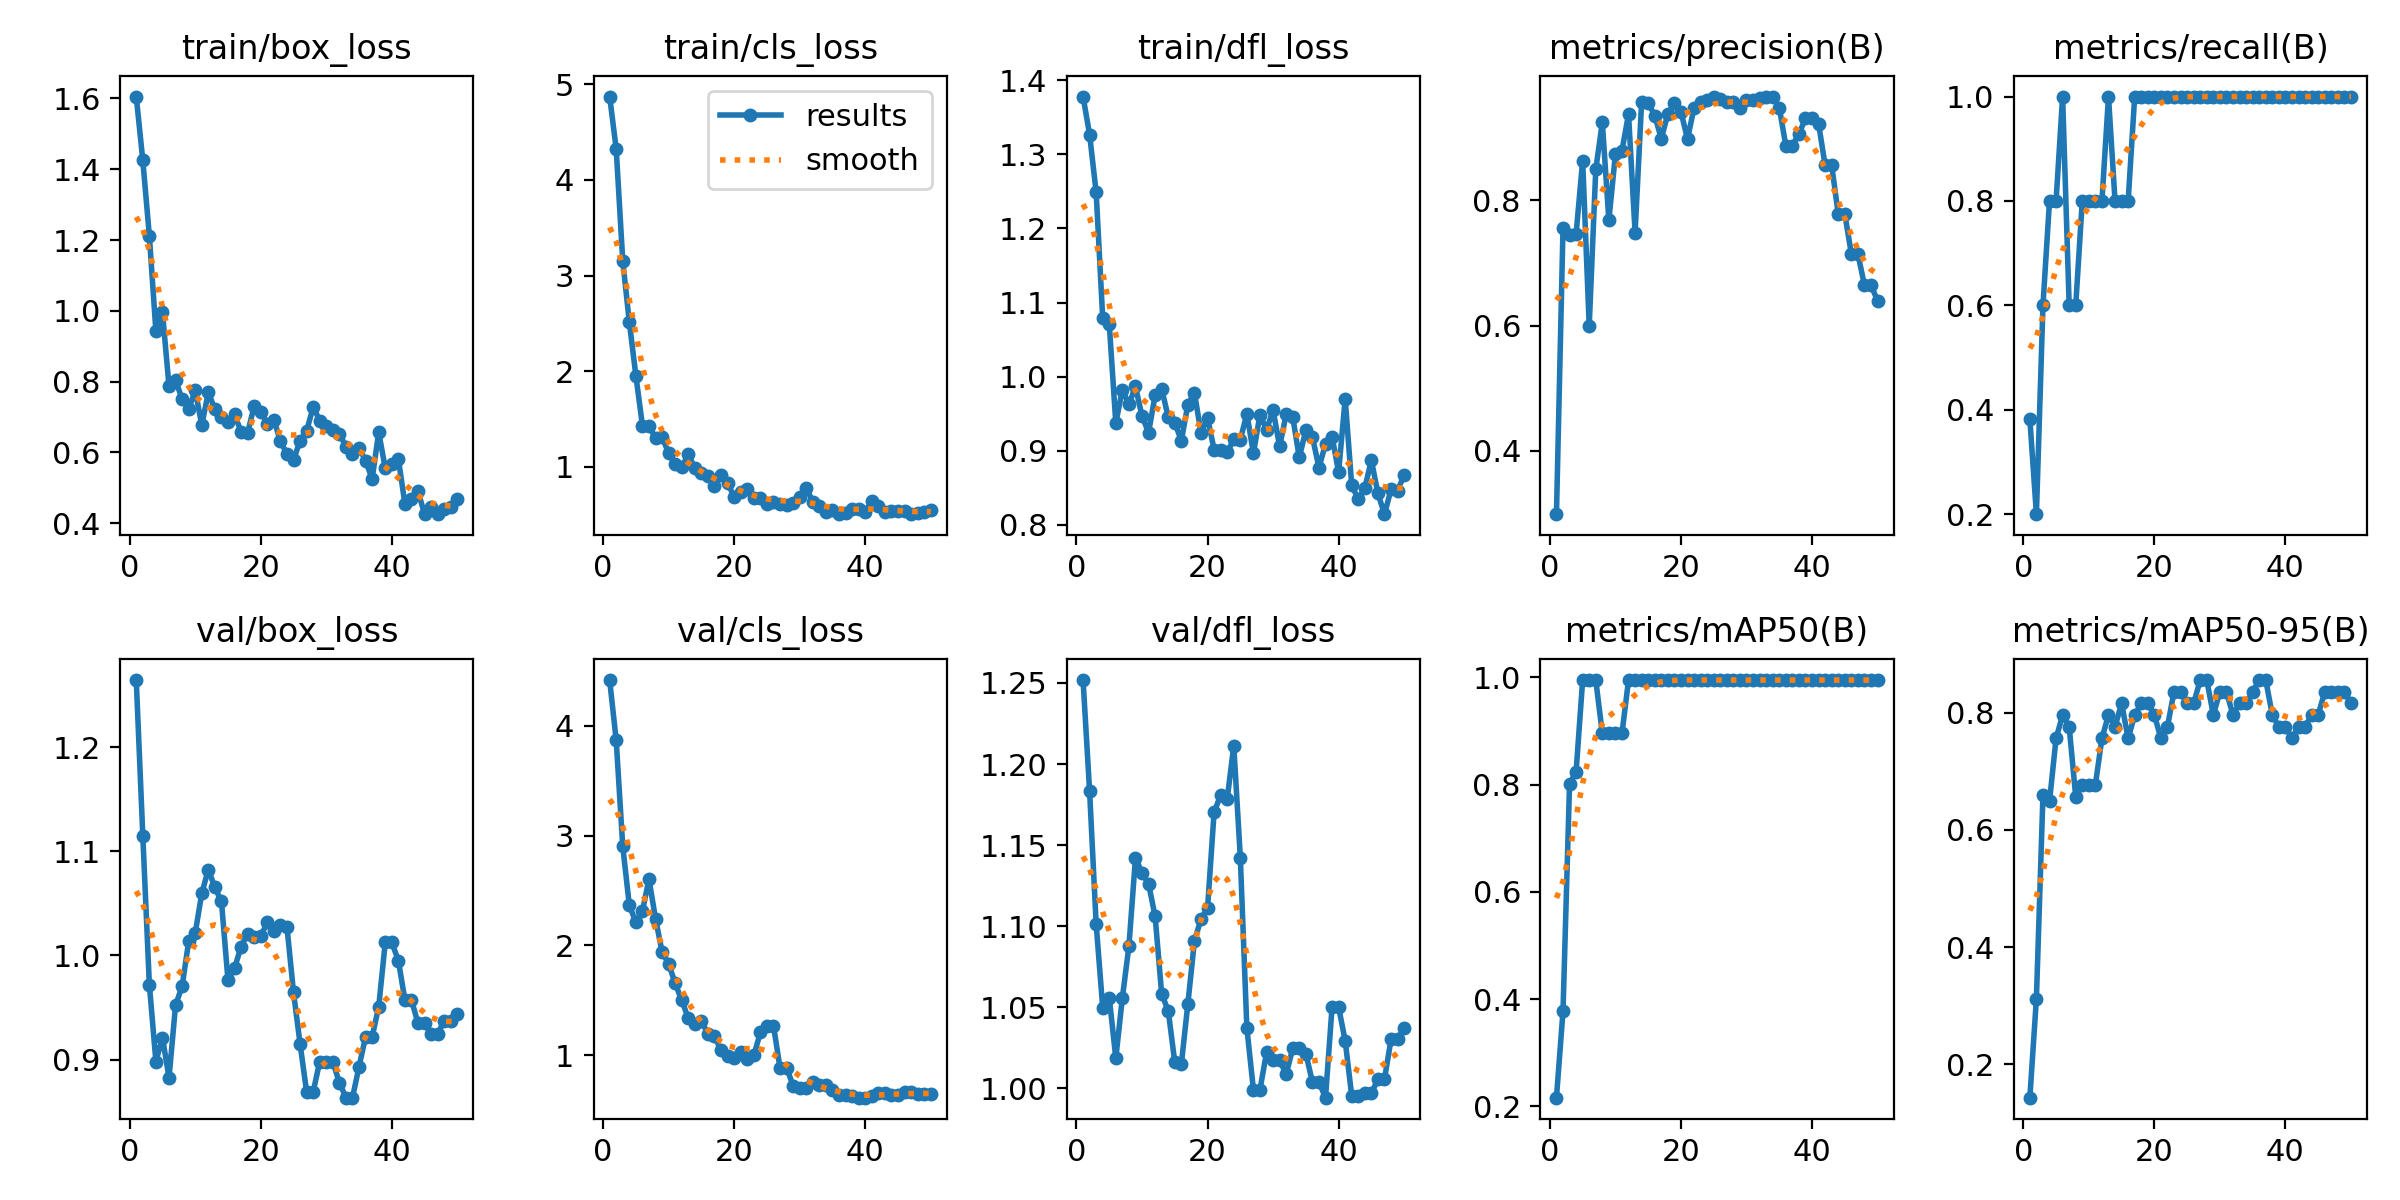 train/box_loss
1.6
1.4
1.2
1.0
0.8
0.6
0.4
0 20 40
train/cls_loss
results
smooth
5
4
3
2
1
0 20 40
train/dfl_loss
1.4
1.3
1.2
1.1
1.0
0.9
0.8
0 20 40
metrics/precision(B)
0.8
0.6
0.4
0 20 40
metrics/recall(B)
1.0
0.8
0.6
0.4
0.2
0 20 40
val/box_loss
1.2
1.1
1.0
0.9
0 20 40
val/cls_loss
4
3
2
1
0 20 40
val/dfl_loss
1.25
1.20
1.15
1.10
1.05
1.00
0 20 40
metrics/mAP50(B)
1.0
0.8
0.6
0.4
0.2
0 20 40
metrics/mAP50-95(B)
0.8
0.6
0.4
0.2
0 20 40